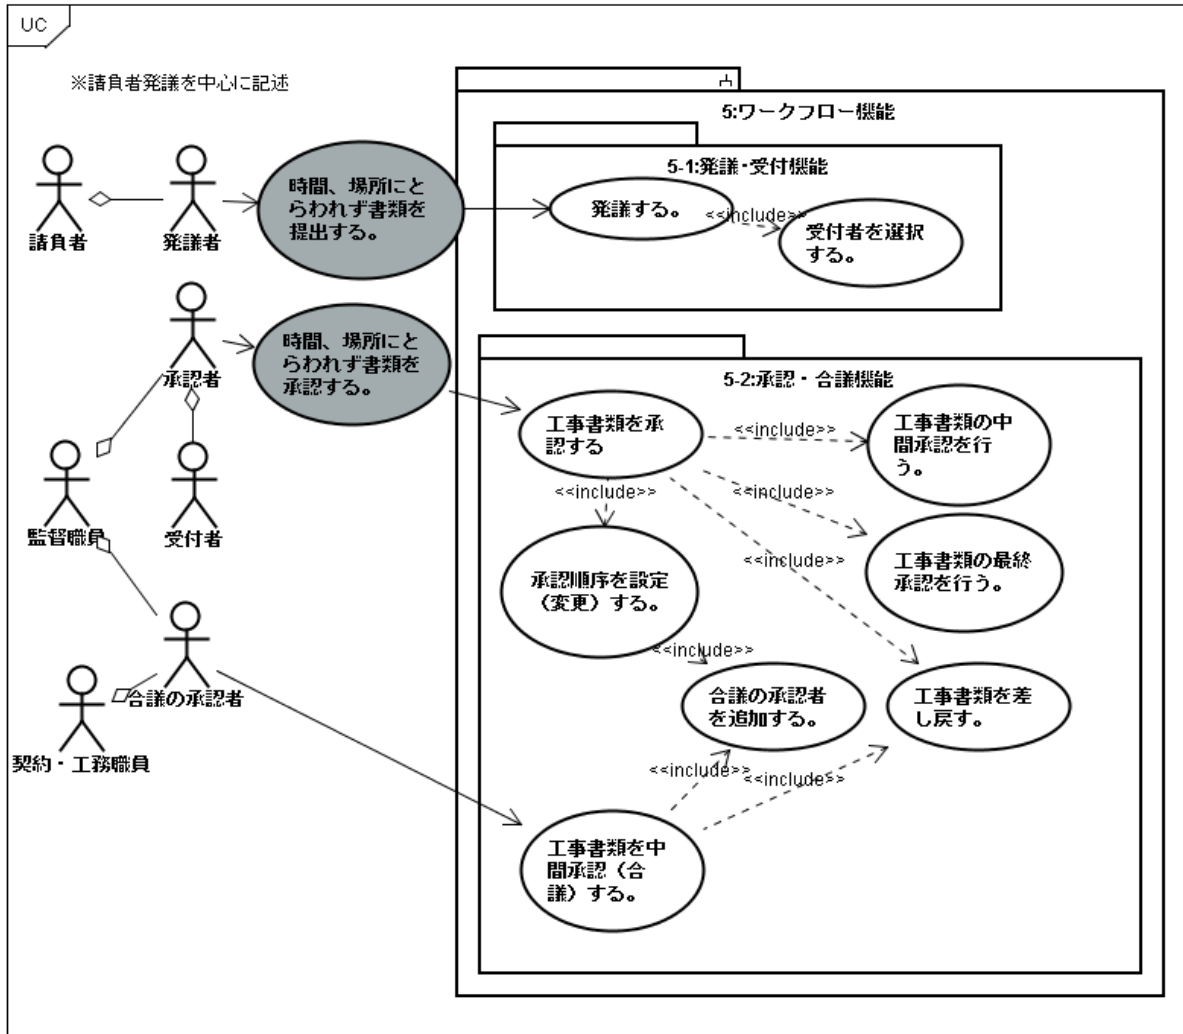 UC
※請負者発議を中心に記述
5:ワークフロー機能
5-1:発議・受付機能
請負者
発議者
時間、場所にと
らわれず書類を
提出する。
発議する。
<<include>>
受付者を選択
する。
承認者
時間、場所にと
らわれず書類を
承認する。
5-2:承認・合議機能
工事書類を承
認する
<<include>>
工事書類の中
間承認を行
う。
<<include>>
<<include>>
監督職員
受付者
<<include>>
工事書類の最終
承認を行う。
承認順序を設定
（変更）する。
<<include>>
合議の承認者
合議の承認者
を追加する。
工事書類を差
し戻す。
契約・工務職員
<<include>>
<<include>>
工事書類を中
間承認（合
議）する。